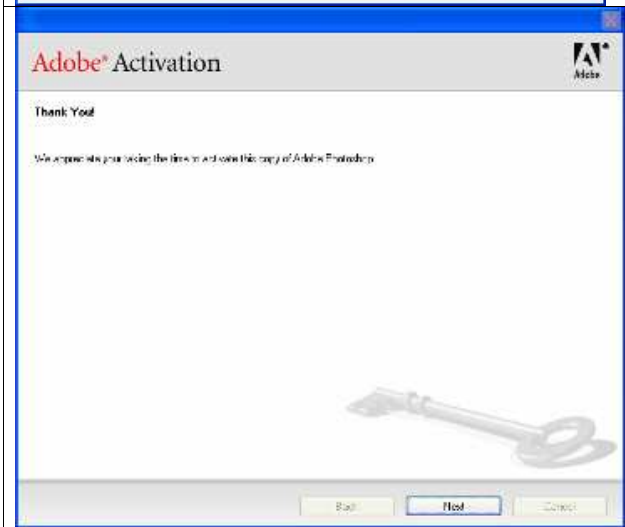 Adobe® Activation
Adobe
Thank You!
We appreciate your taking the time to activate this copy of Adobe Photoshop
Back
Next
Cancel